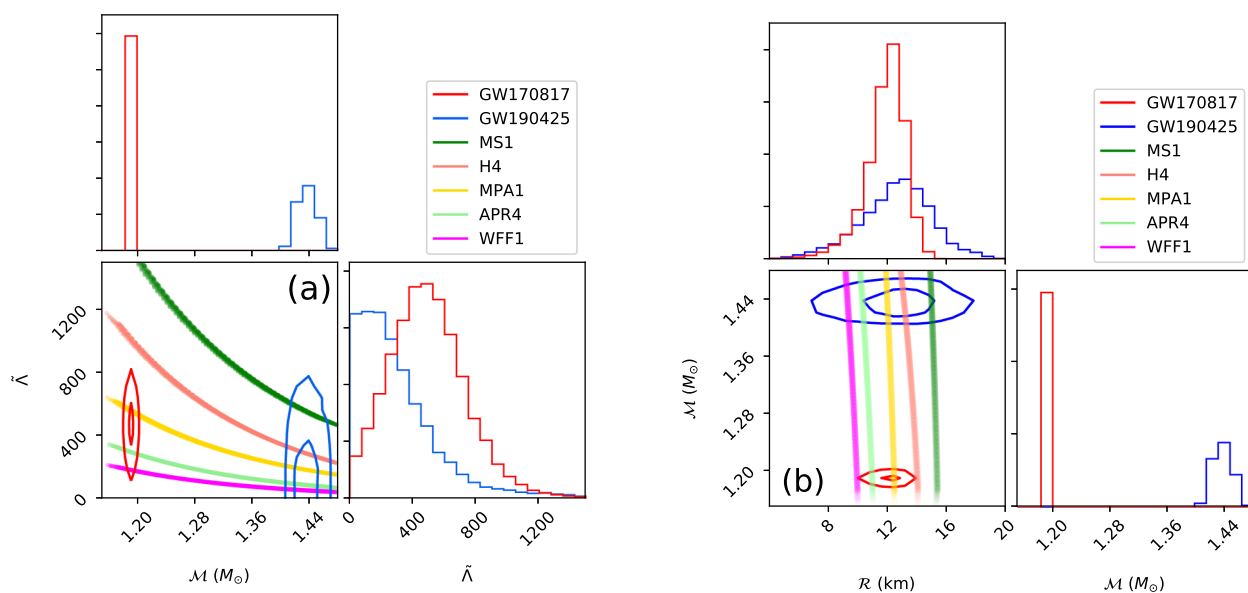 GW170817
GW190425
MS1
H4
MPA1
APR4
WFF1
(a)
1200
800
400
0
Λ̃
1.20
1.28
1.36
1.44
ℳ (M⊙)
0
400
800
1200
Λ̃
GW170817
GW190425
MS1
H4
MPA1
APR4
WFF1
1.44
1.36
1.28
1.20
ℳ (M⊙)
(b)
8
12
16
20
ℛ (km)
1.20
1.28
1.36
1.44
ℳ (M⊙)